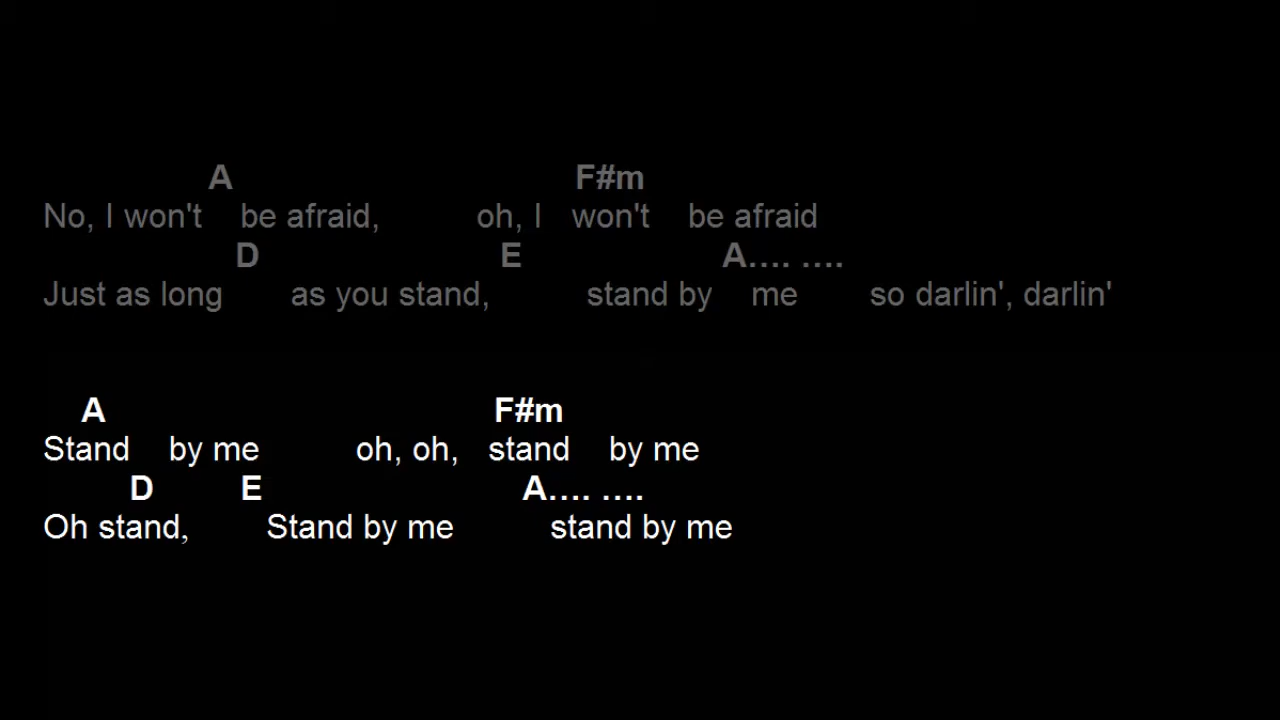 A F#m
No, I won't be afraid, oh, I won't be afraid
D E A.... ....
Just as long as you stand, stand by me so darlin', darlin'
A F#m
Stand by me oh, oh, stand by me
D E A.... ....
Oh stand, Stand by me stand by me